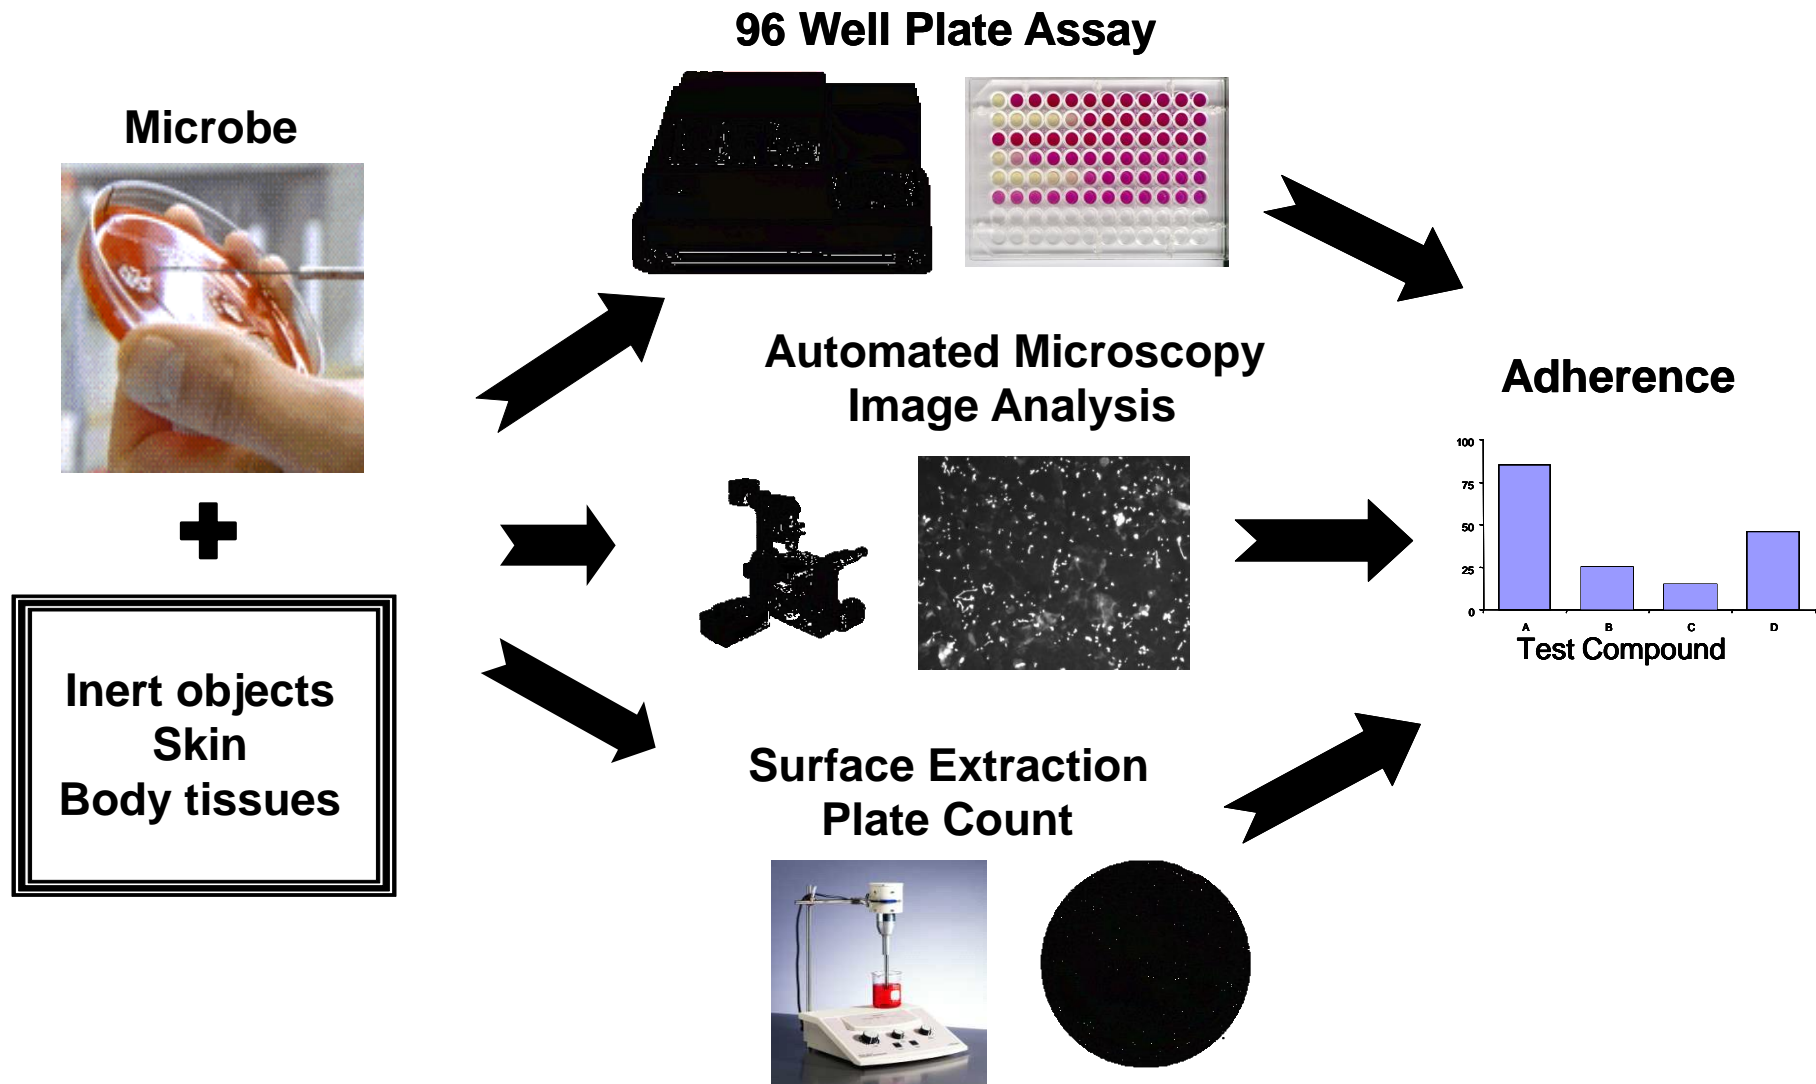 96 Well Plate Assay
Microbe
Automated Microscopy
Image Analysis
Adherence
100
75
50
25
0
A B C D
Test Compound
Inert objects
Skin
Body tissues
Surface Extraction
Plate Count